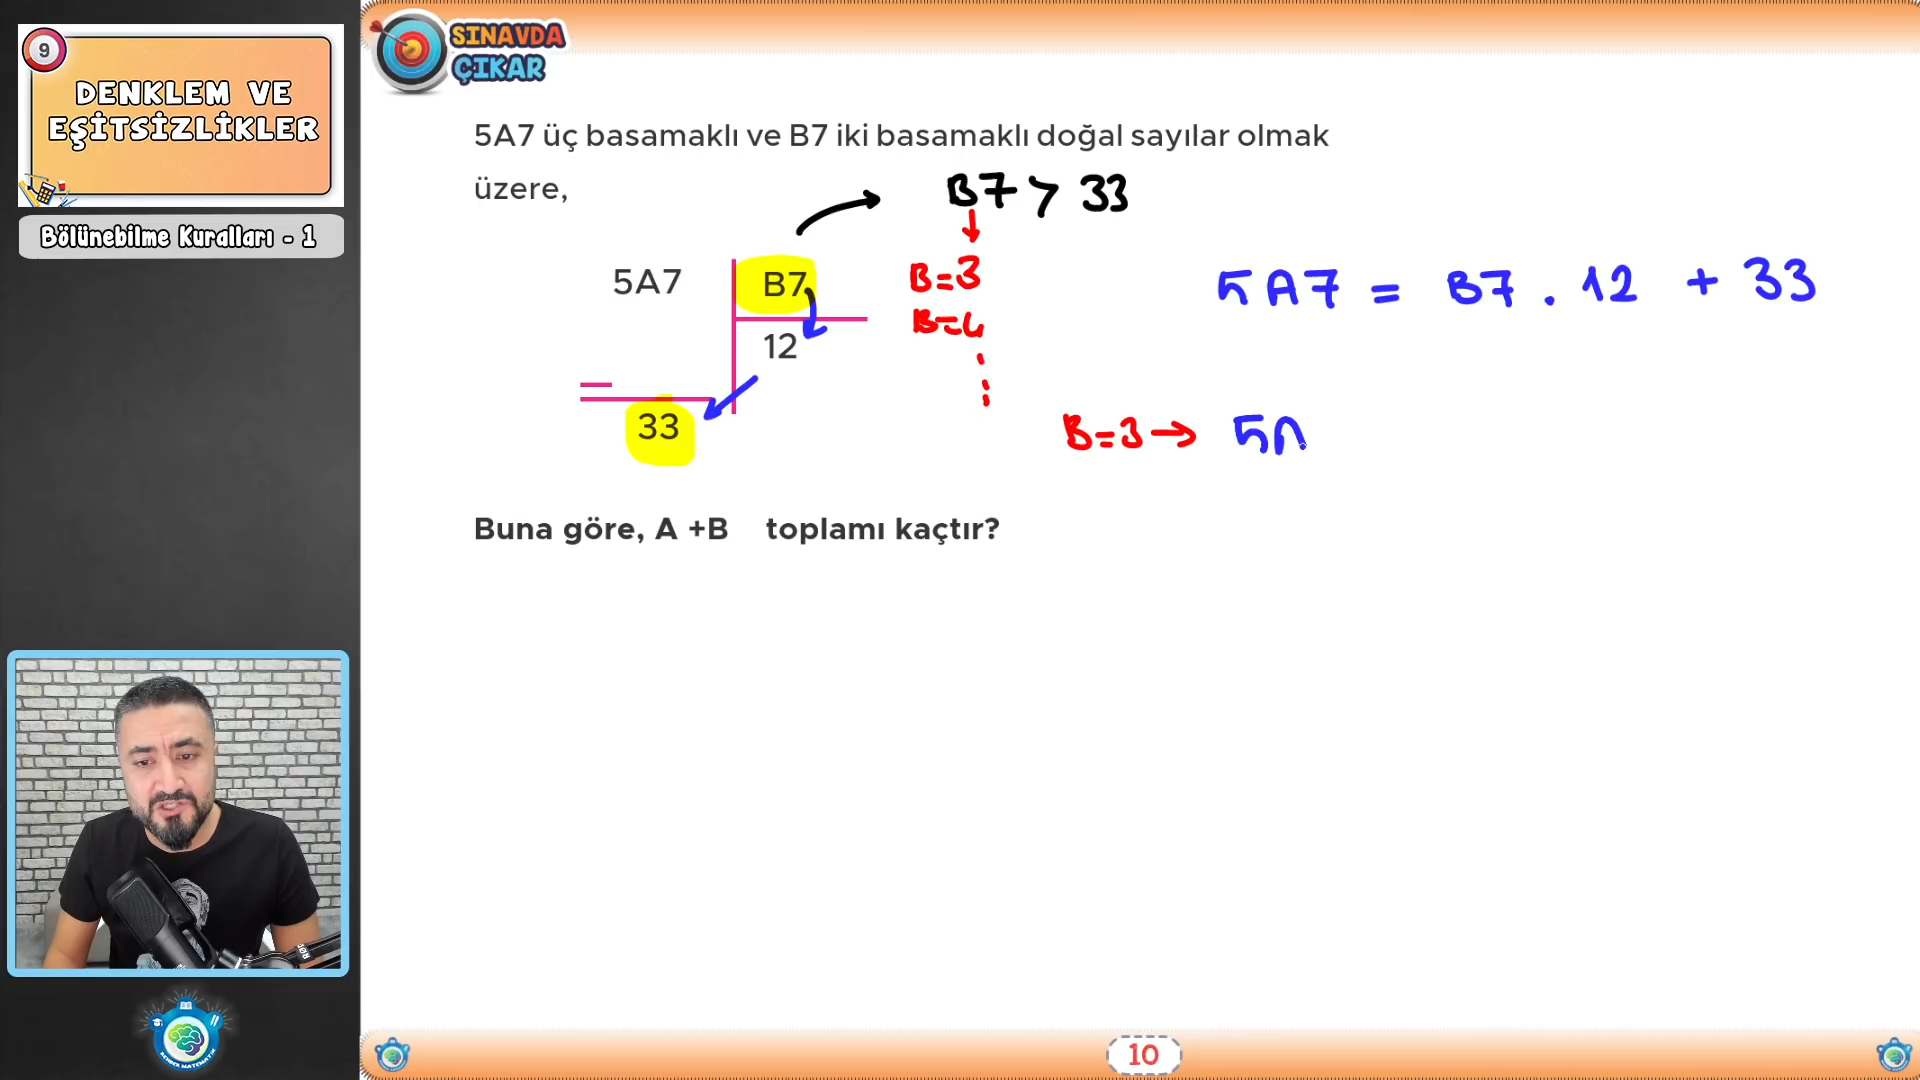 9
DENKLEM VE
EŞİTSİZLİKLER
Bölünebilme Kuralları - 1
SINAVDA
ÇIKAR
5A7 üç basamaklı ve B7 iki basamaklı doğal sayılar olmak
üzere,
B7 > 33
5A7
B7
12
33
B=3
B=4
5A7 = B7 . 12 + 33
B=3 → 5A
Buna göre, A +B toplamı kaçtır?
10